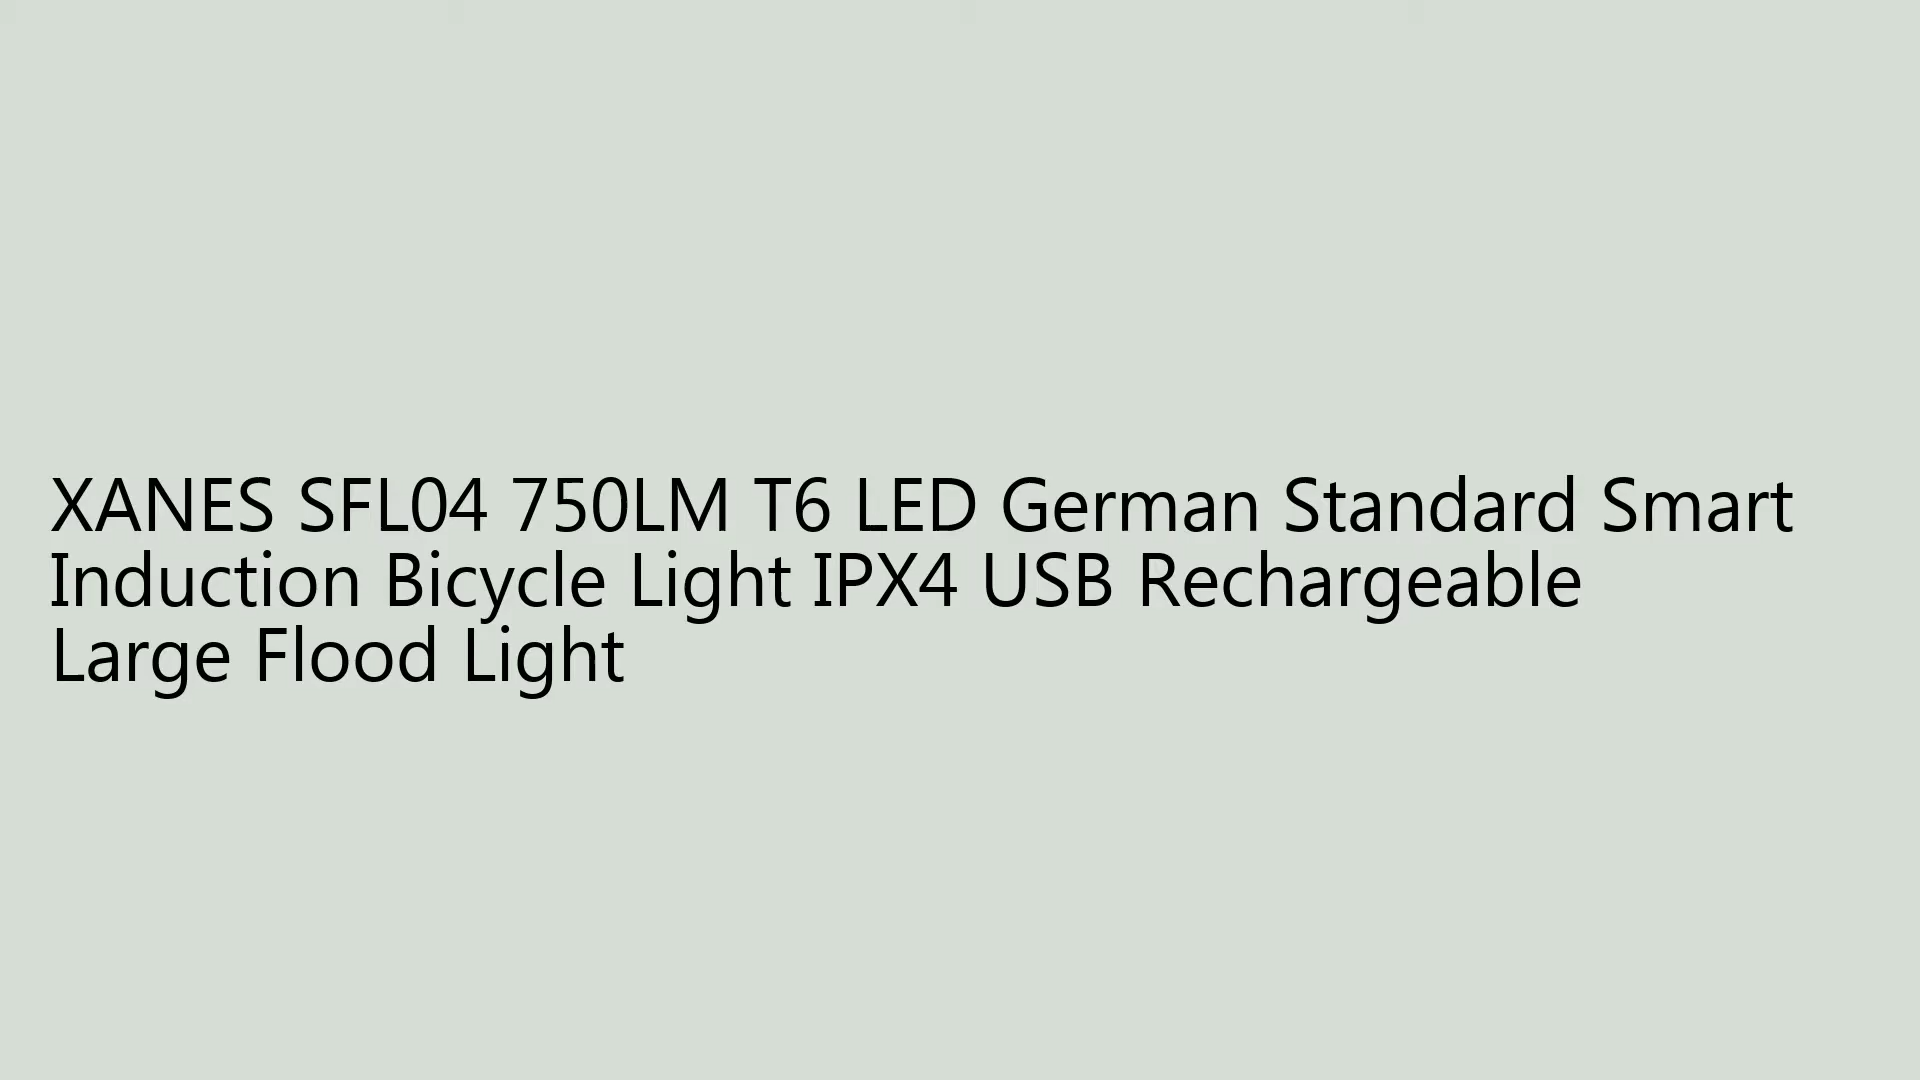 XANES SFL04 750LM T6 LED German Standard Smart
Induction Bicycle Light IPX4 USB Rechargeable
Large Flood Light